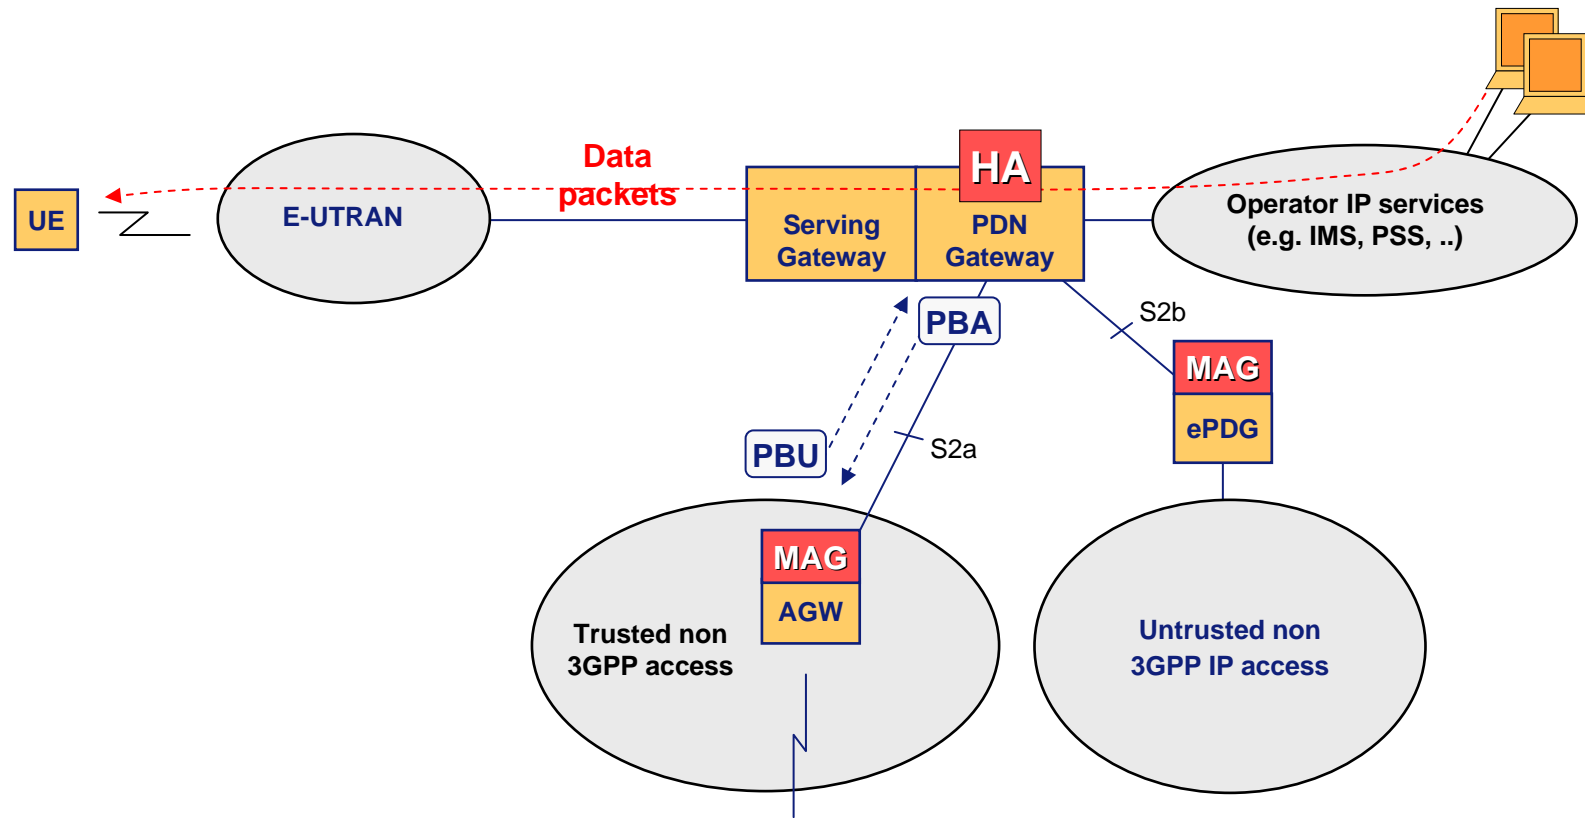 Data
packets
HA
UE
E-UTRAN
Serving
Gateway
PDN
Gateway
Operator IP services
(e.g. IMS, PSS, ..)
PBA
S2b
MAG
ePDG
PBU
S2a
MAG
AGW
Trusted non
3GPP access
Untrusted non
3GPP IP access